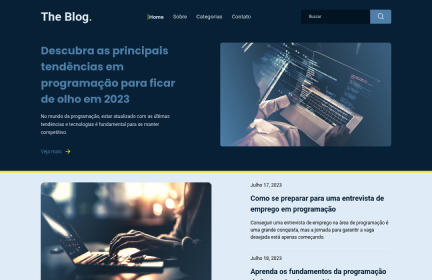 The Blog.
Home Sobre Categorias Contato
Buscar
Descubra as principais
tendências em
programação para ficar
de olho em 2023
No mundo da programação, estar atualizado com as últimas
tendências e tecnologias é fundamental para se manter
competitivo.
Veja mais
Julho 17, 2023
Como se preparar para uma entrevista de
emprego em programação
Conseguir uma entrevista de emprego na área de programação é
uma grande conquista, mas a jornada para garantir a vaga
desejada está apenas começando.
Julho 18, 2023
Aprenda os fundamentos da programação